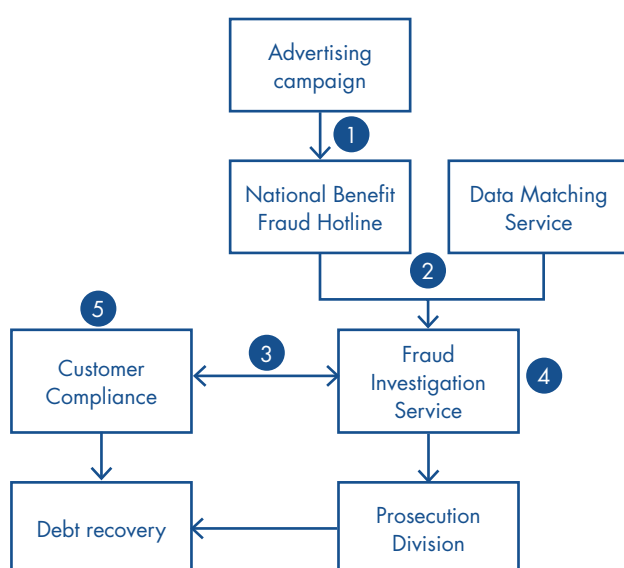 Advertising
campaign
1
National Benefit
Fraud Hotline
Data Matching
Service
2
5
3
Customer
Compliance
Fraud
Investigation
Service
4
Debt recovery
Prosecution
Division